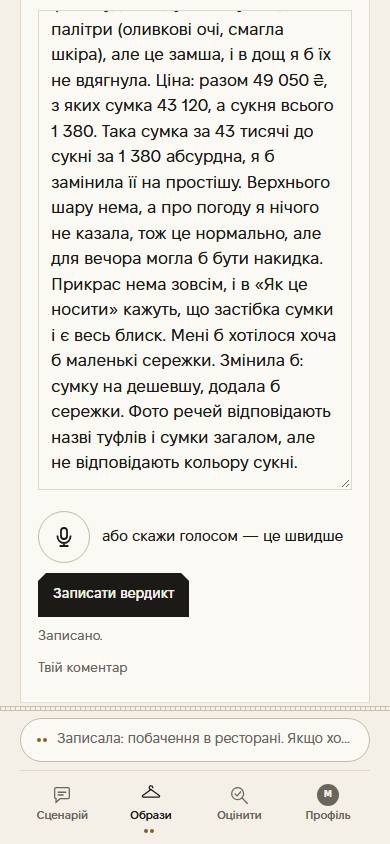 палітри (оливкові очі, смагла
шкіра), але це замша, і в дощ я б їх
не вдягнула. Ціна: разом 49 050 ₴,
з яких сумка 43 120, а сукня всього
1 380. Така сумка за 43 тисячі до
сукні за 1 380 абсурдна, я б
замінила її на простішу. Верхнього
шару нема, а про погоду я нічого
не казала, тож це нормально, але
для вечора могла б бути накидка.
Прикрас нема зовсім, і в «Як це
носити» кажуть, що застібка сумки
і є весь блиск. Мені б хотілося хоча
б маленькі сережки. Змінила б:
сумку на дешевшу, додала б
сережки. Фото речей відповідають
назві туфлів і сумки загалом, але
не відповідають кольору сукні.
або скажи голосом — це швидше
Записати вердикт
Записано.
Твій коментар
Записала: побачення в ресторані. Якщо хо...
Сценарій
Образи
Оцінити
М
Профіль